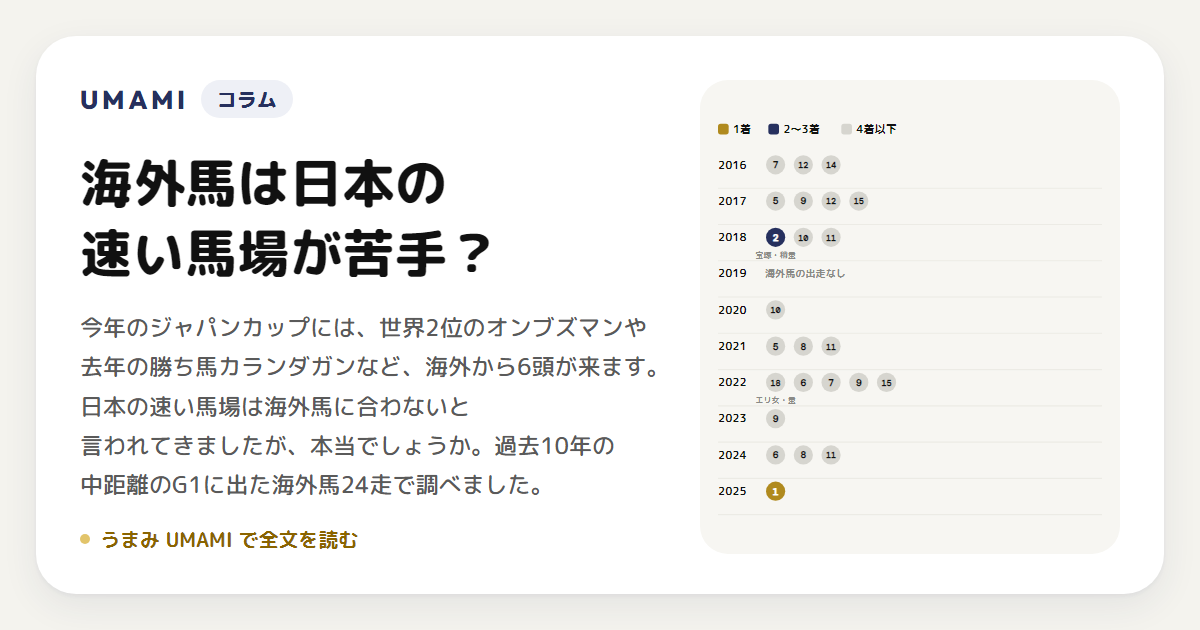 UMAMI コラム
海外馬は日本の
速い馬場が苦手？
今年のジャパンカップには、世界2位のオンブズマンや
去年の勝ち馬カランダガンなど、海外から6頭が来ます。
日本の速い馬場は海外馬に合わないと
言われてきましたが、本当でしょうか。過去10年の
中距離のG1に出た海外馬24走で調べました。
うまみ UMAMI で全文を読む
1着 2〜3着 4着以下
2016 7 12 14
2017 5 9 12 15
2018 2 10 11
宝塚・稍重
2019 海外馬の出走なし
2020 10
2021 5 8 11
2022 18 6 7 9 15
エリ女・重
2023 9
2024 6 8 11
2025 1